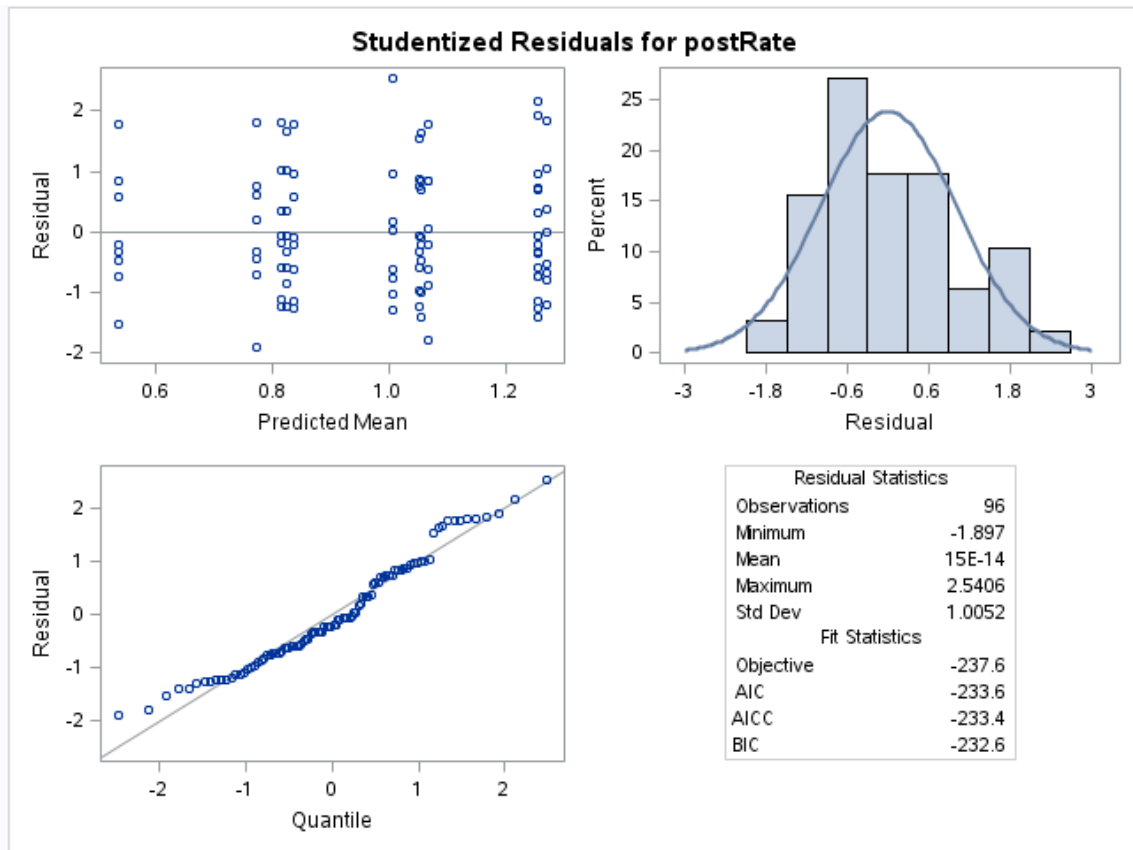 Studentized Residuals for postRate
2
1
0
-1
-2
Residual
0.6 0.8 1.0 1.2
Predicted Mean
25
20
15
10
5
0
Percent
-3 -1.8 -0.6 0.6 1.8 3
Residual
2
1
0
-1
-2
Residual
-2 -1 0 1 2
Quantile
Residual Statistics
Observations 96
Minimum -1.897
Mean 15E-14
Maximum 2.5406
Std Dev 1.0052
Fit Statistics
Objective -237.6
AIC -233.6
AICC -233.4
BIC -232.6